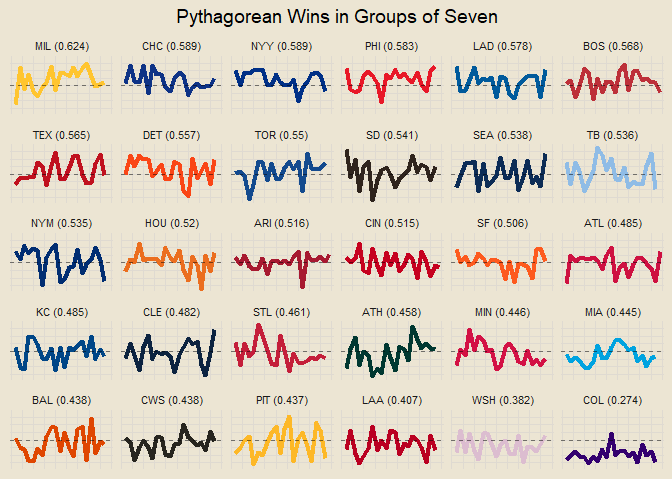 Pythagorean Wins in Groups of Seven
MIL (0.624) CHC (0.589) NYY (0.589) PHI (0.583) LAD (0.578) BOS (0.568)
TEX (0.565) DET (0.557) TOR (0.55) SD (0.541) SEA (0.538) TB (0.536)
NYM (0.535) HOU (0.52) ARI (0.516) CIN (0.515) SF (0.506) ATL (0.485)
KC (0.485) CLE (0.482) STL (0.461) ATH (0.458) MIN (0.446) MIA (0.445)
BAL (0.438) CWS (0.438) PIT (0.437) LAA (0.407) WSH (0.382) COL (0.274)